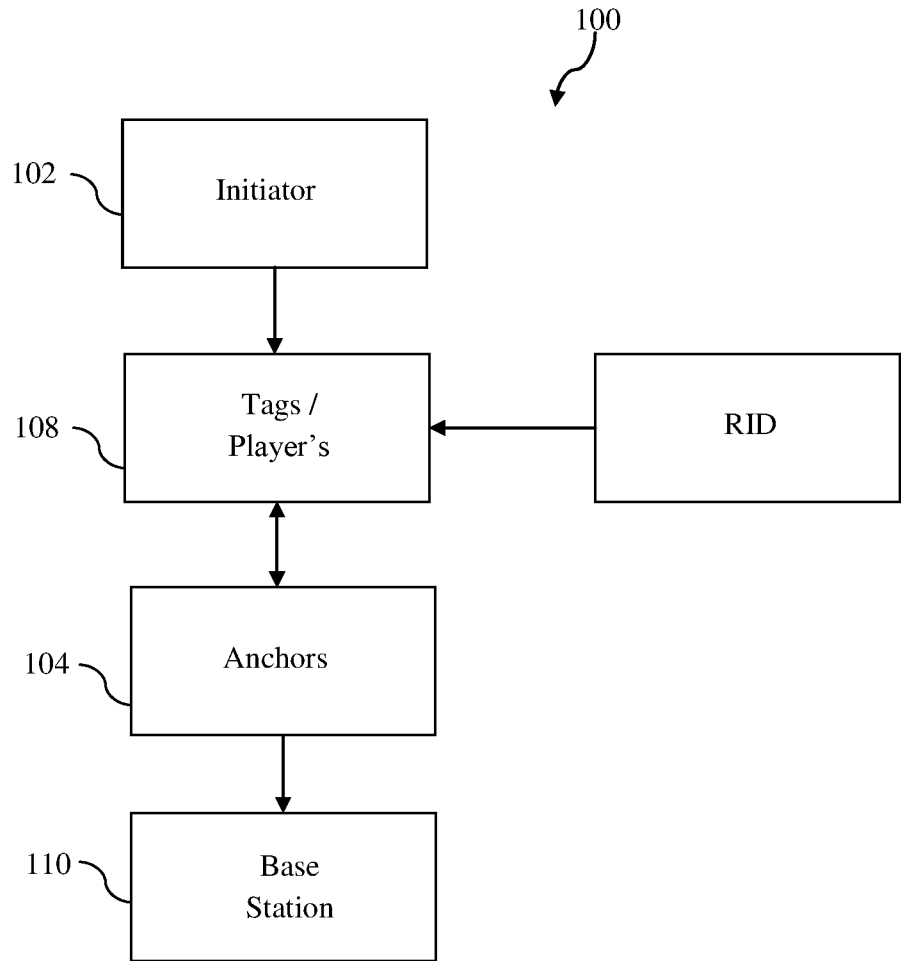 100
102
Initiator
108
Tags /
Player's
RID
104
Anchors
110
Base
Station